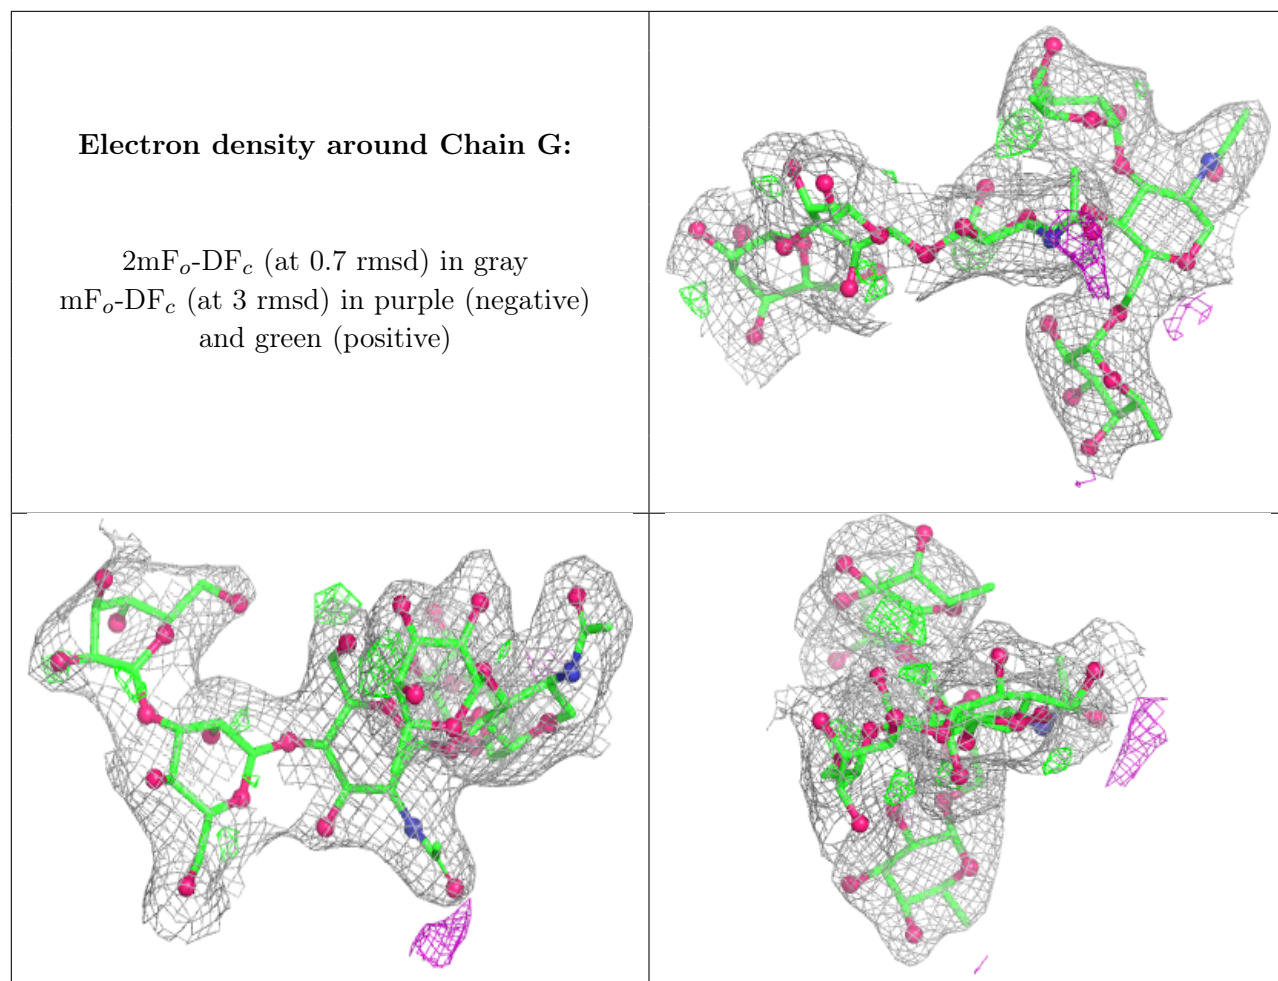 Electron density around Chain G:
2mFo-DFc (at 0.7 rmsd) in gray
mFo-DFc (at 3 rmsd) in purple (negative)
and green (positive)